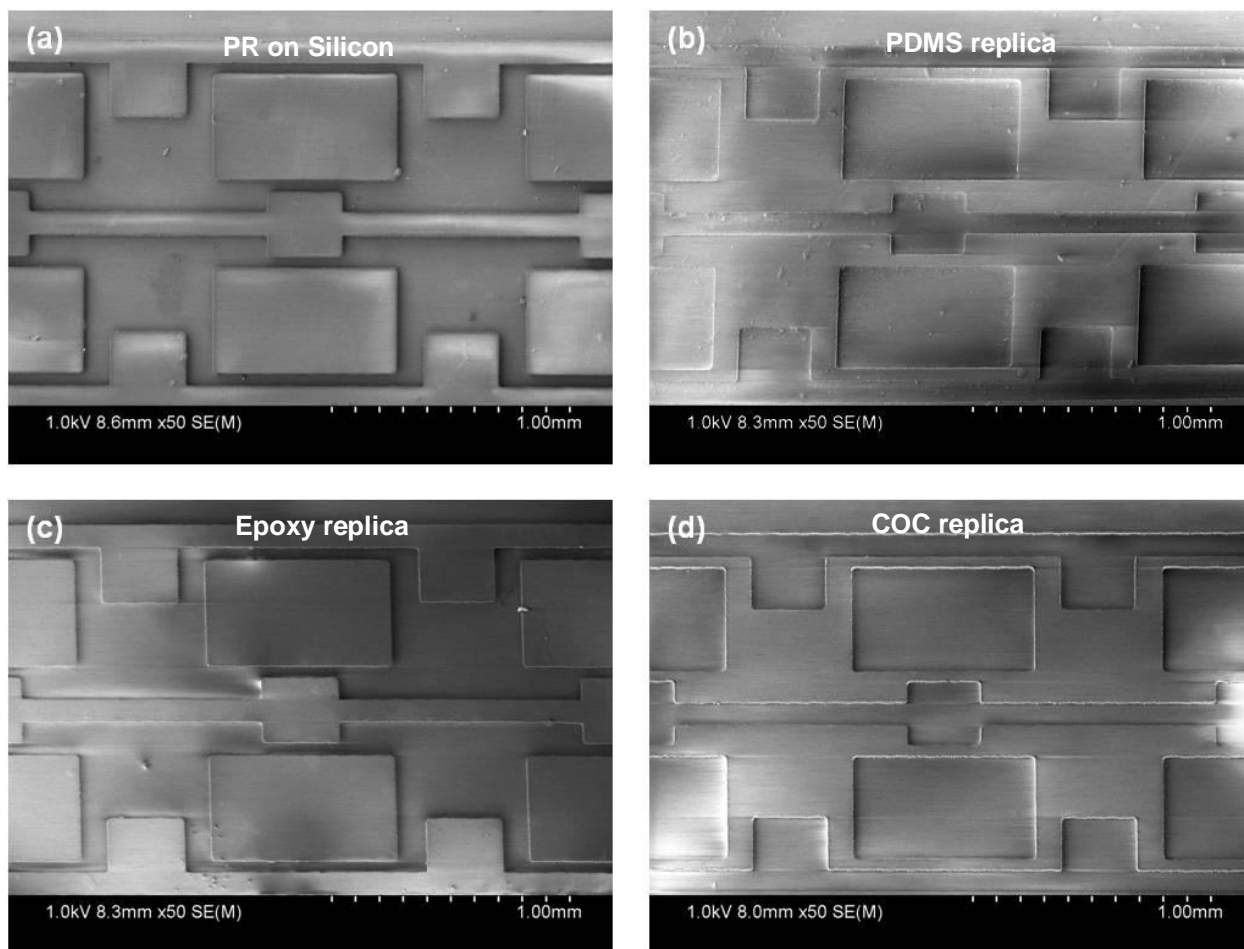 (a)
PR on Silicon
1.0kV 8.6mm x50 SE(M)
1.00mm
(b)
PDMS replica
1.0kV 8.3mm x50 SE(M)
1.00mm
(c)
Epoxy replica
1.0kV 8.3mm x50 SE(M)
1.00mm
(d)
COC replica
1.0kV 8.0mm x50 SE(M)
1.00mm